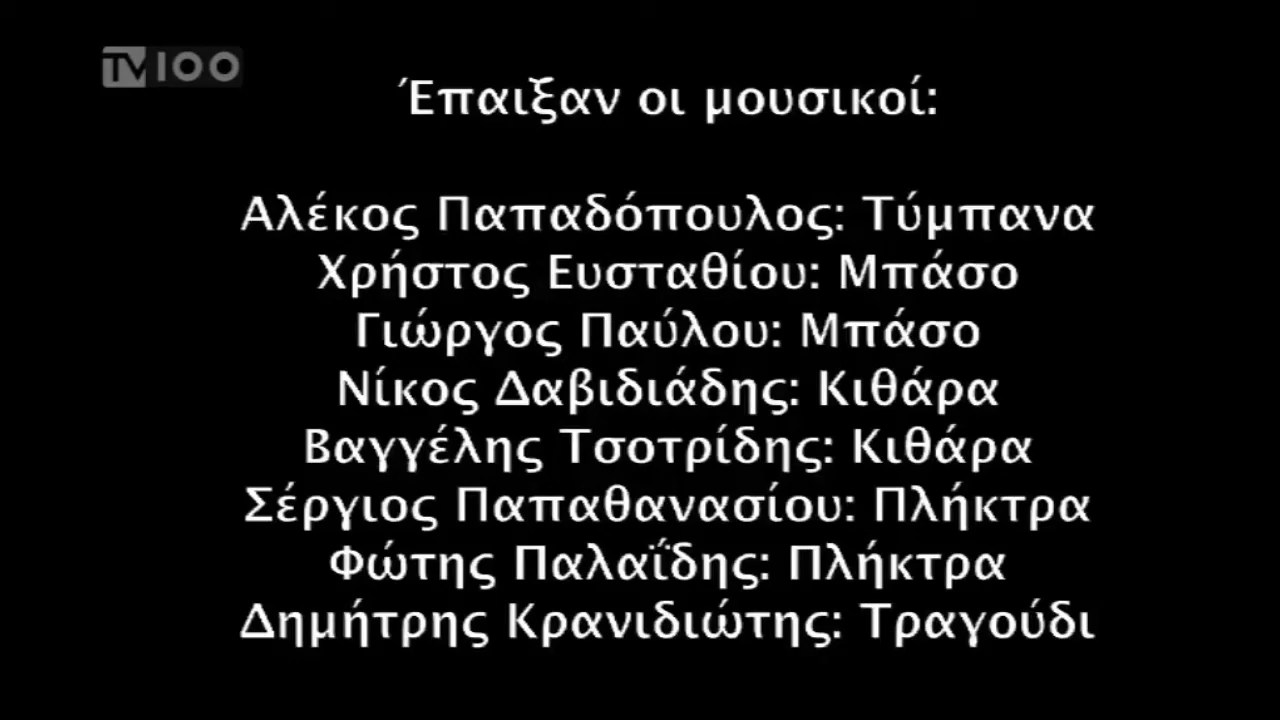 TV100
Έπαιξαν οι μουσικοί:
Αλέκος Παπαδόπουλος: Τύμπανα
Χρήστος Ευσταθίου: Μπάσο
Γιώργος Παύλου: Μπάσο
Νίκος Δαβιδιάδης: Κιθάρα
Βαγγέλης Τσοτρίδης: Κιθάρα
Σέργιος Παπαθανασίου: Πλήκτρα
Φώτης Παλαΐδης: Πλήκτρα
Δημήτρης Κρανιδιώτης: Τραγούδι